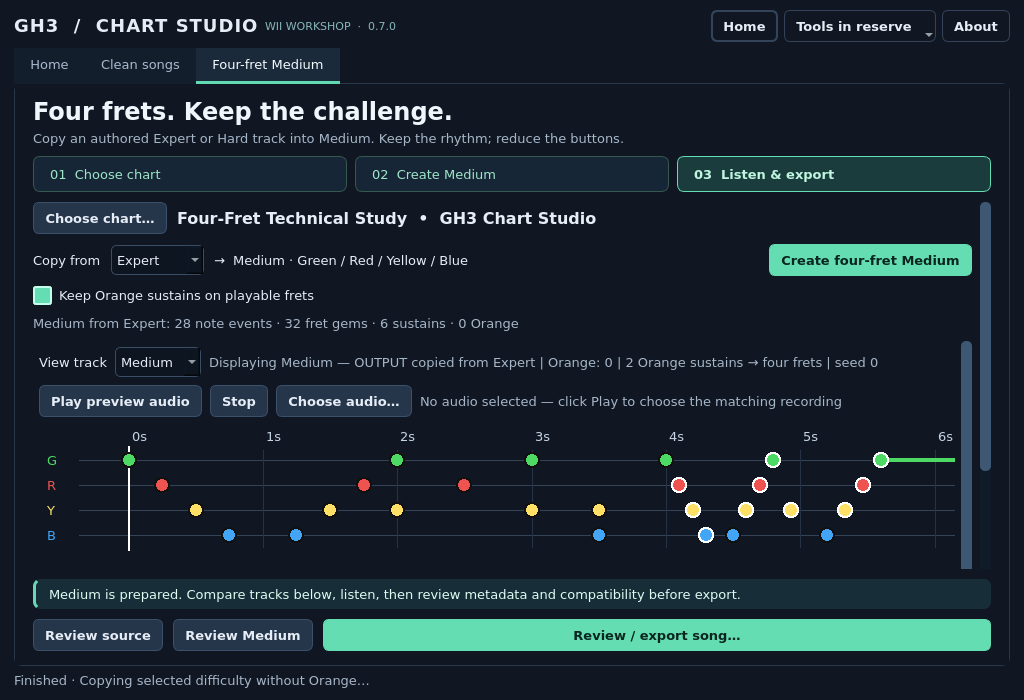 GH3 / CHART STUDIO WII WORKSHOP · 0.7.0
Home Tools in reserve About
Home Clean songs Four-fret Medium
Four frets. Keep the challenge.
Copy an authored Expert or Hard track into Medium. Keep the rhythm; reduce the buttons.
01 Choose chart 02 Create Medium 03 Listen & export
Choose chart... Four-Fret Technical Study • GH3 Chart Studio
Copy from Expert → Medium · Green / Red / Yellow / Blue Create four-fret Medium
Keep Orange sustains on playable frets
Medium from Expert: 28 note events · 32 fret gems · 6 sustains · 0 Orange
View track Medium Displaying Medium — OUTPUT copied from Expert | Orange: 0 | 2 Orange sustains → four frets | seed 0
Play preview audio Stop Choose audio... No audio selected — click Play to choose the matching recording
0s 1s 2s 3s 4s 5s 6s
G
R
Y
B
Medium is prepared. Compare tracks below, listen, then review metadata and compatibility before export.
Review source Review Medium Review / export song...
Finished · Copying selected difficulty without Orange...